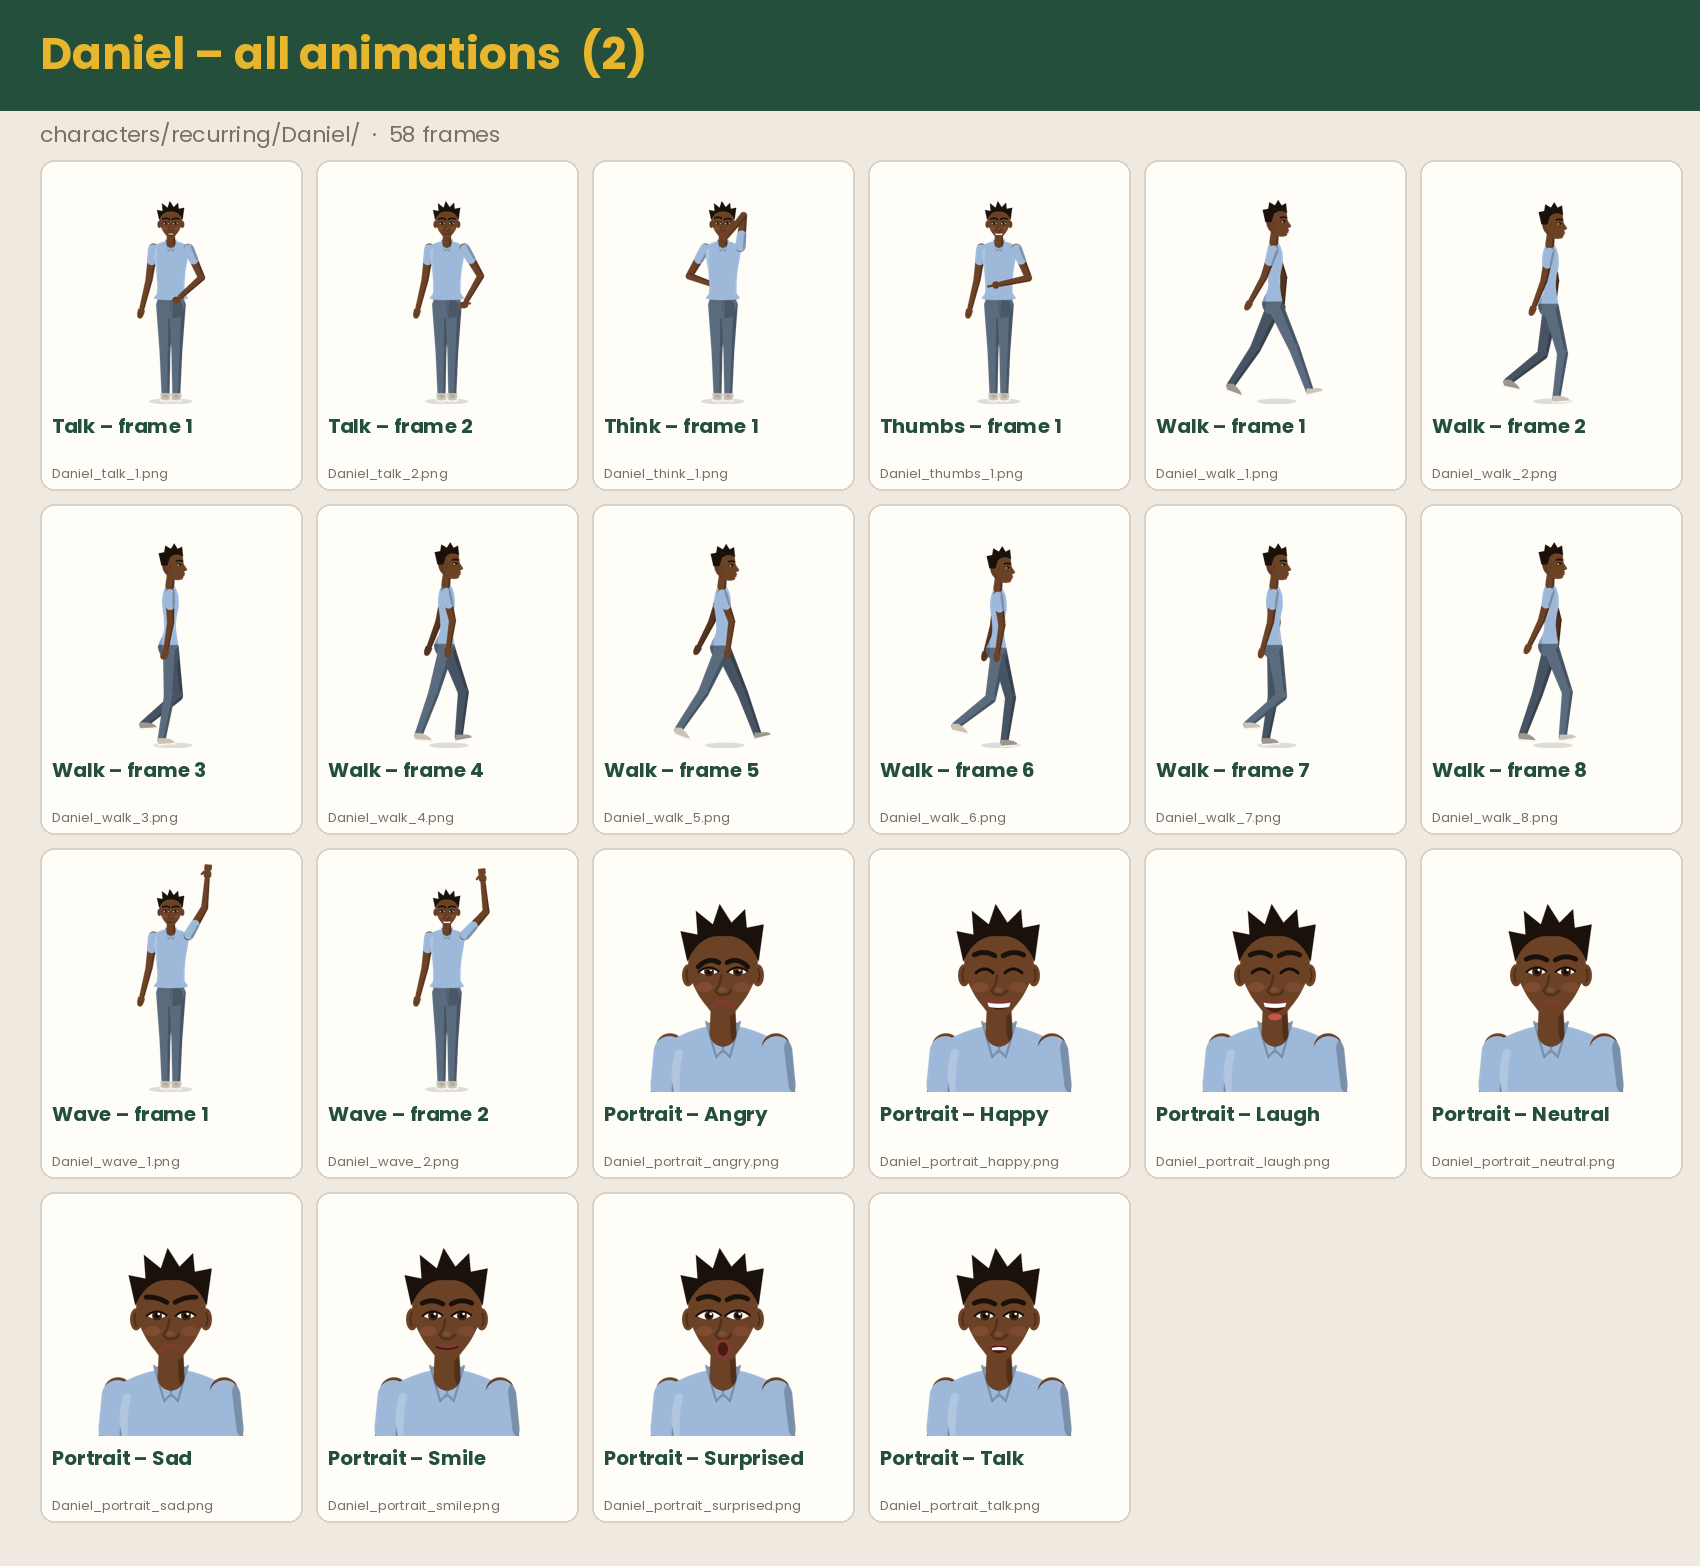 Daniel – all animations (2)
characters/recurring/Daniel/ · 58 frames
Talk – frame 1
Daniel_talk_1.png
Talk – frame 2
Daniel_talk_2.png
Think – frame 1
Daniel_think_1.png
Thumbs – frame 1
Daniel_thumbs_1.png
Walk – frame 1
Daniel_walk_1.png
Walk – frame 2
Daniel_walk_2.png
Walk – frame 3
Daniel_walk_3.png
Walk – frame 4
Daniel_walk_4.png
Walk – frame 5
Daniel_walk_5.png
Walk – frame 6
Daniel_walk_6.png
Walk – frame 7
Daniel_walk_7.png
Walk – frame 8
Daniel_walk_8.png
Wave – frame 1
Daniel_wave_1.png
Wave – frame 2
Daniel_wave_2.png
Portrait – Angry
Daniel_portrait_angry.png
Portrait – Happy
Daniel_portrait_happy.png
Portrait – Laugh
Daniel_portrait_laugh.png
Portrait – Neutral
Daniel_portrait_neutral.png
Portrait – Sad
Daniel_portrait_sad.png
Portrait – Smile
Daniel_portrait_smile.png
Portrait – Surprised
Daniel_portrait_surprised.png
Portrait – Talk
Daniel_portrait_talk.png